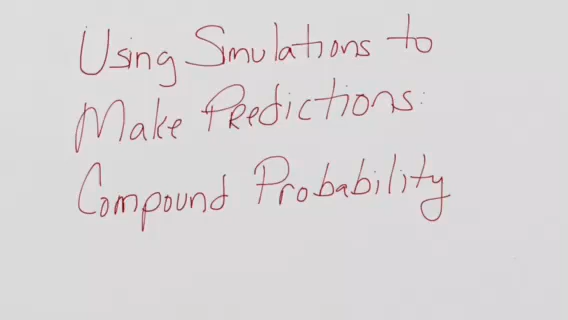 Using Simulations to
Make Predictions:
Compound Probability